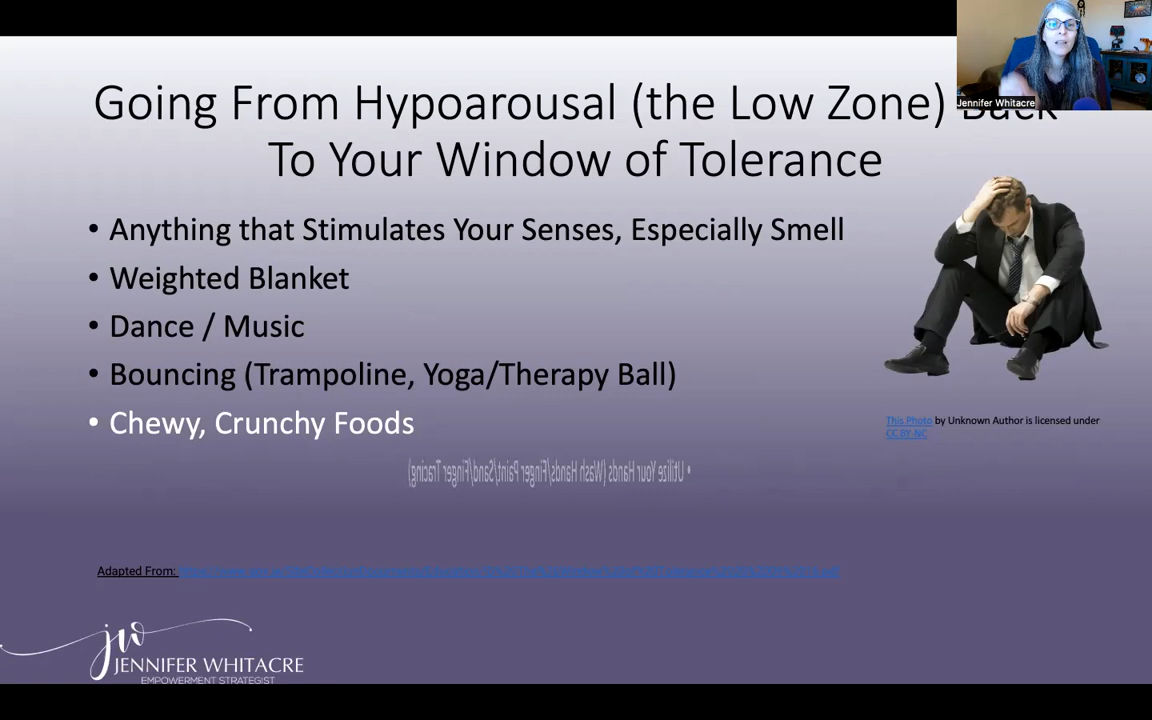 Going From Hypoarousal (the Low Zone) Back
To Your Window of Tolerance
Jennifer Whitacre
• Anything that Stimulates Your Senses, Especially Smell
• Weighted Blanket
• Dance / Music
• Bouncing (Trampoline, Yoga/Therapy Ball)
• Chewy, Crunchy Foods
This Photo by Unknown Author is licensed under
CC BY-NC
• Utilize Your Hands (Wash Hands/Finger Paint/Sand/Finger Tracing)
Adapted From:
jw
JENNIFER WHITACRE
EMPOWERMENT STRATEGIST